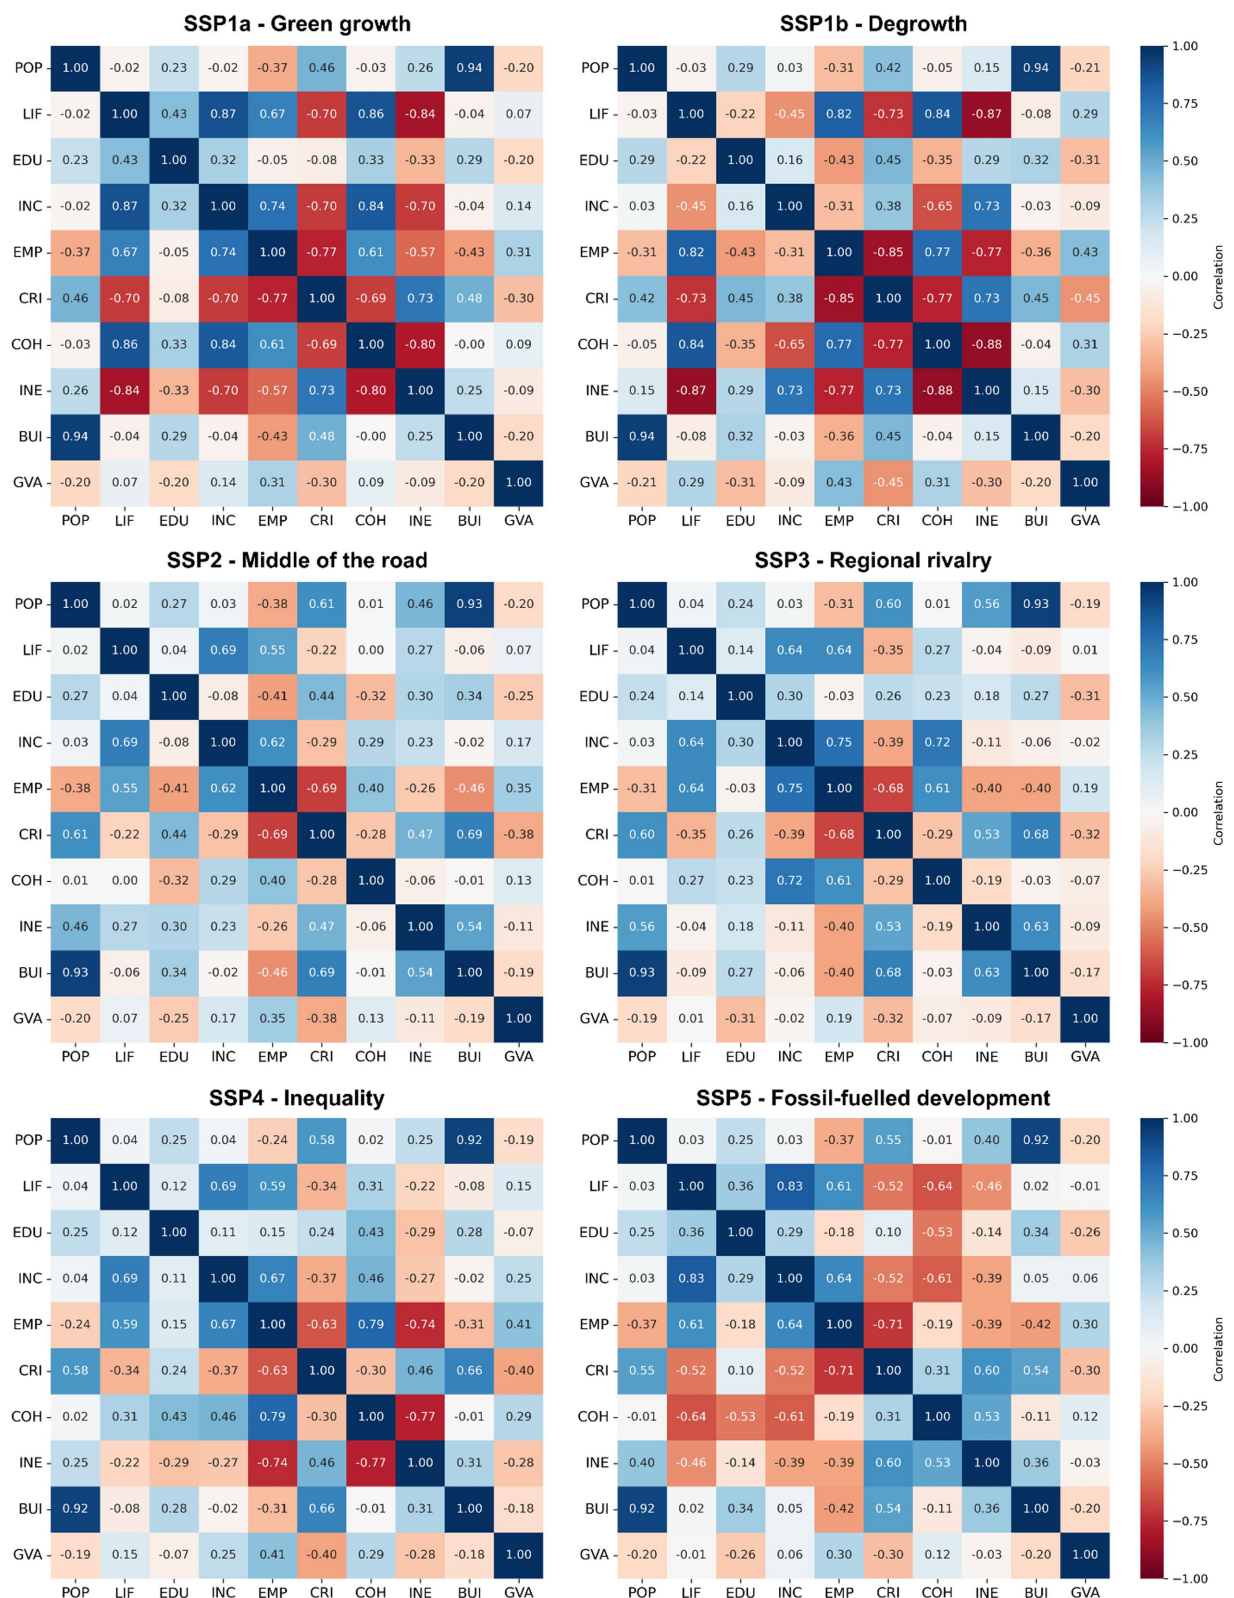 SSP1a - Green growth
POP 1.00 -0.02 0.23 -0.02 -0.37 0.46 -0.03 0.26 0.94 -0.20
LIF -0.02 1.00 0.43 0.87 0.67 -0.70 0.86 -0.84 -0.04 0.07
EDU 0.23 0.43 1.00 0.32 -0.05 -0.08 0.33 -0.33 0.29 -0.20
INC -0.02 0.87 0.32 1.00 0.74 -0.70 0.84 -0.70 -0.04 0.14
EMP -0.37 0.67 -0.05 0.74 1.00 -0.77 0.61 -0.57 -0.43 0.31
CRI 0.46 -0.70 -0.08 -0.70 -0.77 1.00 -0.69 0.73 0.48 -0.30
COH -0.03 0.86 0.33 0.84 0.61 -0.69 1.00 -0.80 -0.00 0.09
INE 0.26 -0.84 -0.33 -0.70 -0.57 0.73 -0.80 1.00 0.25 -0.09
BUI 0.94 -0.04 0.29 -0.04 -0.43 0.48 -0.00 0.25 1.00 -0.20
GVA -0.20 0.07 -0.20 0.14 0.31 -0.30 0.09 -0.09 -0.20 1.00
POP LIF EDU INC EMP CRI COH INE BUI GVA
SSP1b - Degrowth
POP 1.00 -0.03 0.29 0.03 -0.31 0.42 -0.05 0.15 0.94 -0.21
LIF -0.03 1.00 -0.22 -0.45 0.82 -0.73 0.84 -0.87 -0.08 0.29
EDU 0.29 -0.22 1.00 0.16 -0.43 0.45 -0.35 0.29 0.32 -0.31
INC 0.03 -0.45 0.16 1.00 -0.31 0.38 -0.65 0.73 -0.03 -0.09
EMP -0.31 0.82 -0.43 -0.31 1.00 -0.85 0.77 -0.77 -0.36 0.43
CRI 0.42 -0.73 0.45 0.38 -0.85 1.00 -0.77 0.73 0.45 -0.45
COH -0.05 0.84 -0.35 -0.65 0.77 -0.77 1.00 -0.88 -0.04 0.31
INE 0.15 -0.87 0.29 0.73 -0.77 0.73 -0.88 1.00 0.15 -0.30
BUI 0.94 -0.08 0.32 -0.03 -0.36 0.45 -0.04 0.15 1.00 -0.20
GVA -0.21 0.29 -0.31 -0.09 0.43 -0.45 0.31 -0.30 -0.20 1.00
POP LIF EDU INC EMP CRI COH INE BUI GVA
1.00
0.75
0.50
0.25
0.00
−0.25
−0.50
−0.75
−1.00
Correlation
SSP2 - Middle of the road
POP 1.00 0.02 0.27 0.03 -0.38 0.61 0.01 0.46 0.93 -0.20
LIF 0.02 1.00 0.04 0.69 0.55 -0.22 0.00 0.27 -0.06 0.07
EDU 0.27 0.04 1.00 -0.08 -0.41 0.44 -0.32 0.30 0.34 -0.25
INC 0.03 0.69 -0.08 1.00 0.62 -0.29 0.29 0.23 -0.02 0.17
EMP -0.38 0.55 -0.41 0.62 1.00 -0.69 0.40 -0.26 -0.46 0.35
CRI 0.61 -0.22 0.44 -0.29 -0.69 1.00 -0.28 0.47 0.69 -0.38
COH 0.01 0.00 -0.32 0.29 0.40 -0.28 1.00 -0.06 -0.01 0.13
INE 0.46 0.27 0.30 0.23 -0.26 0.47 -0.06 1.00 0.54 -0.11
BUI 0.93 -0.06 0.34 -0.02 -0.46 0.69 -0.01 0.54 1.00 -0.19
GVA -0.20 0.07 -0.25 0.17 0.35 -0.38 0.13 -0.11 -0.19 1.00
POP LIF EDU INC EMP CRI COH INE BUI GVA
SSP3 - Regional rivalry
POP 1.00 0.04 0.24 0.03 -0.31 0.60 0.01 0.56 0.93 -0.19
LIF 0.04 1.00 0.14 0.64 0.64 -0.35 0.27 -0.04 -0.09 0.01
EDU 0.24 0.14 1.00 0.30 -0.03 0.26 0.23 0.18 0.27 -0.31
INC 0.03 0.64 0.30 1.00 0.75 -0.39 0.72 -0.11 -0.06 -0.02
EMP -0.31 0.64 -0.03 0.75 1.00 -0.68 0.61 -0.40 -0.40 0.19
CRI 0.60 -0.35 0.26 -0.39 -0.68 1.00 -0.29 0.53 0.68 -0.32
COH 0.01 0.27 0.23 0.72 0.61 -0.29 1.00 -0.19 -0.03 -0.07
INE 0.56 -0.04 0.18 -0.11 -0.40 0.53 -0.19 1.00 0.63 -0.09
BUI 0.93 -0.09 0.27 -0.06 -0.40 0.68 -0.03 0.63 1.00 -0.17
GVA -0.19 0.01 -0.31 -0.02 0.19 -0.32 -0.07 -0.09 -0.17 1.00
POP LIF EDU INC EMP CRI COH INE BUI GVA
1.00
0.75
0.50
0.25
0.00
−0.25
−0.50
−0.75
−1.00
Correlation
SSP4 - Inequality
POP 1.00 0.04 0.25 0.04 -0.24 0.58 0.02 0.25 0.92 -0.19
LIF 0.04 1.00 0.12 0.69 0.59 -0.34 0.31 -0.22 -0.08 0.15
EDU 0.25 0.12 1.00 0.11 0.15 0.24 0.43 -0.29 0.28 -0.07
INC 0.04 0.69 0.11 1.00 0.67 -0.37 0.46 -0.27 -0.02 0.25
EMP -0.24 0.59 0.15 0.67 1.00 -0.63 0.79 -0.74 -0.31 0.41
CRI 0.58 -0.34 0.24 -0.37 -0.63 1.00 -0.30 0.46 0.66 -0.40
COH 0.02 0.31 0.43 0.46 0.79 -0.30 1.00 -0.77 -0.01 0.29
INE 0.25 -0.22 -0.29 -0.27 -0.74 0.46 -0.77 1.00 0.31 -0.28
BUI 0.92 -0.08 0.28 -0.02 -0.31 0.66 -0.01 0.31 1.00 -0.18
GVA -0.19 0.15 -0.07 0.25 0.41 -0.40 0.29 -0.28 -0.18 1.00
POP LIF EDU INC EMP CRI COH INE BUI GVA
SSP5 - Fossil-fuelled development
POP 1.00 0.03 0.25 0.03 -0.37 0.55 -0.01 0.40 0.92 -0.20
LIF 0.03 1.00 0.36 0.83 0.61 -0.52 -0.64 -0.46 0.02 -0.01
EDU 0.25 0.36 1.00 0.29 -0.18 0.10 -0.53 -0.14 0.34 -0.26
INC 0.03 0.83 0.29 1.00 0.64 -0.52 -0.61 -0.39 0.05 0.06
EMP -0.37 0.61 -0.18 0.64 1.00 -0.71 -0.19 -0.39 -0.42 0.30
CRI 0.55 -0.52 0.10 -0.52 -0.71 1.00 0.31 0.60 0.54 -0.30
COH -0.01 -0.64 -0.53 -0.61 -0.19 0.31 1.00 0.53 -0.11 0.12
INE 0.40 -0.46 -0.14 -0.39 -0.39 0.60 0.53 1.00 0.36 -0.03
BUI 0.92 0.02 0.34 0.05 -0.42 0.54 -0.11 0.36 1.00 -0.20
GVA -0.20 -0.01 -0.26 0.06 0.30 -0.30 0.12 -0.03 -0.20 1.00
POP LIF EDU INC EMP CRI COH INE BUI GVA
1.00
0.75
0.50
0.25
0.00
−0.25
−0.50
−0.75
−1.00
Correlation